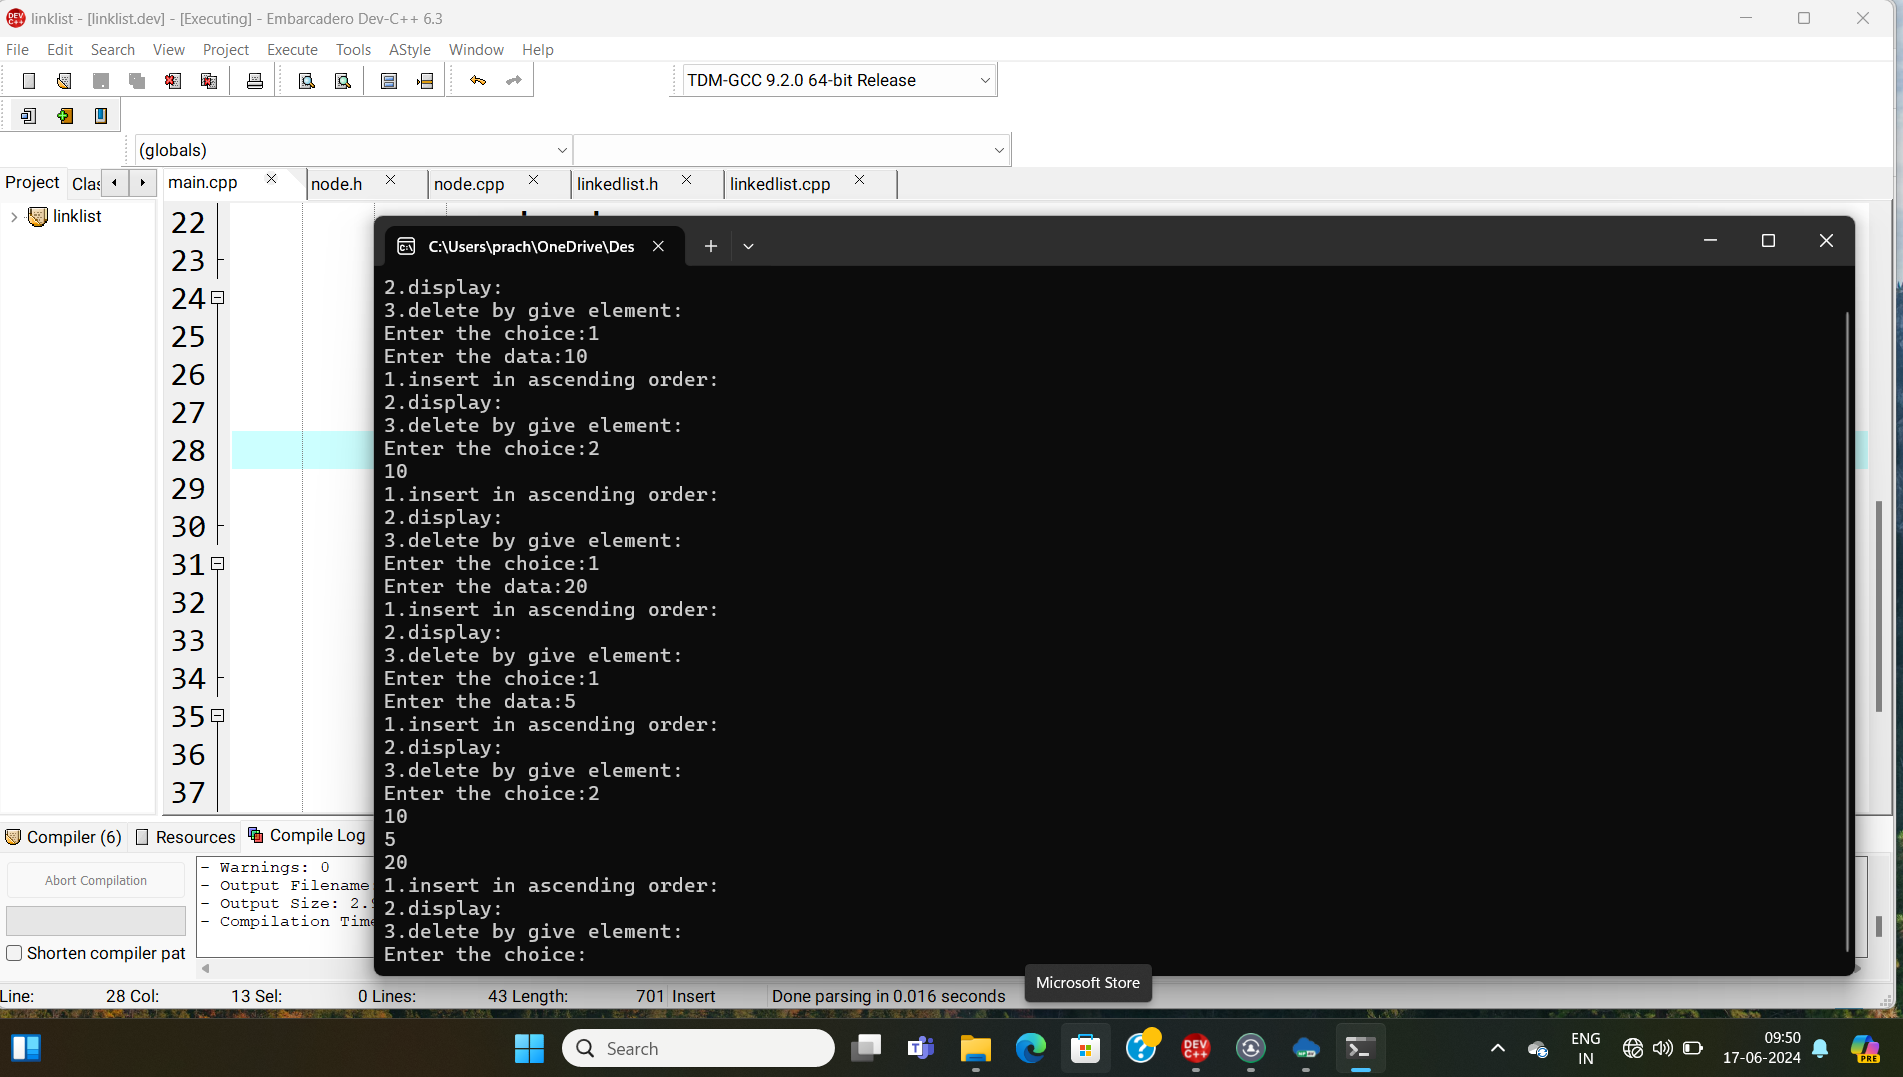 linklist - [linklist.dev] - [Executing] - Embarcadero Dev-C++ 6.3
File Edit Search View Project Execute Tools AStyle Window Help
TDM-GCC 9.2.0 64-bit Release
(globals)
Project Clas main.cpp node.h node.cpp linkedlist.h linkedlist.cpp
linklist
22
23
24
25
26
27
28
29
30
31
32
33
34
35
36
37
C:\Users\prach\OneDrive\Des
2.display:
3.delete by give element:
Enter the choice:1
Enter the data:10
1.insert in ascending order:
2.display:
3.delete by give element:
Enter the choice:2
10
1.insert in ascending order:
2.display:
3.delete by give element:
Enter the choice:1
Enter the data:20
1.insert in ascending order:
2.display:
3.delete by give element:
Enter the choice:1
Enter the data:5
1.insert in ascending order:
2.display:
3.delete by give element:
Enter the choice:2
10
5
20
1.insert in ascending order:
2.display:
3.delete by give element:
Enter the choice:
Compiler (6) Resources Compile Log
Abort Compilation
Shorten compiler pat
- Warnings: 0
- Output Filename
- Output Size: 2.
- Compilation Time
Microsoft Store
Line: 28 Col: 13 Sel: 0 Lines: 43 Length: 701 Insert Done parsing in 0.016 seconds
Search
DEV C++
ENG
IN
09:50
17-06-2024
PRE